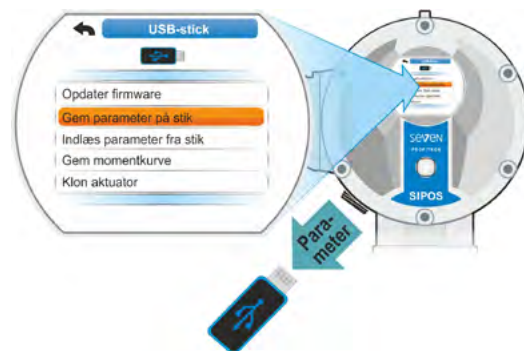 USB-stick
Opdater firmware
Gem parameter på stik
Indlæs parameter fra stik
Gem momentkurve
Klon aktuator
SEVEN
SIPOS
Para-
meter